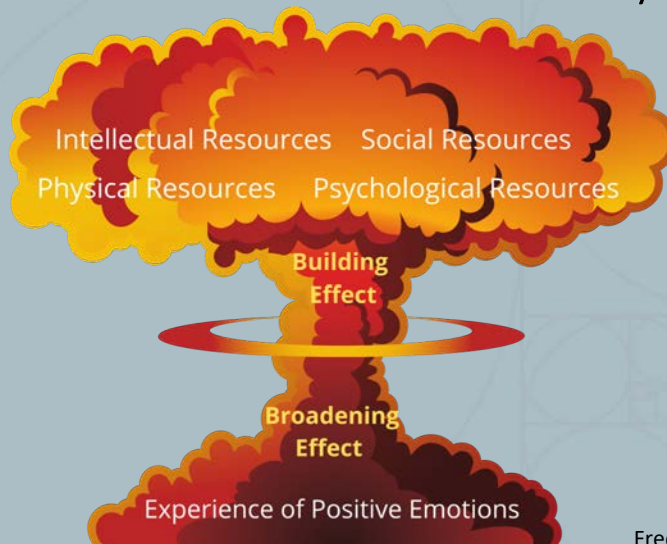 Intellectual Resources Social Resources
Physical Resources Psychological Resources
Building
Effect
Broadening
Effect
Experience of Positive Emotions